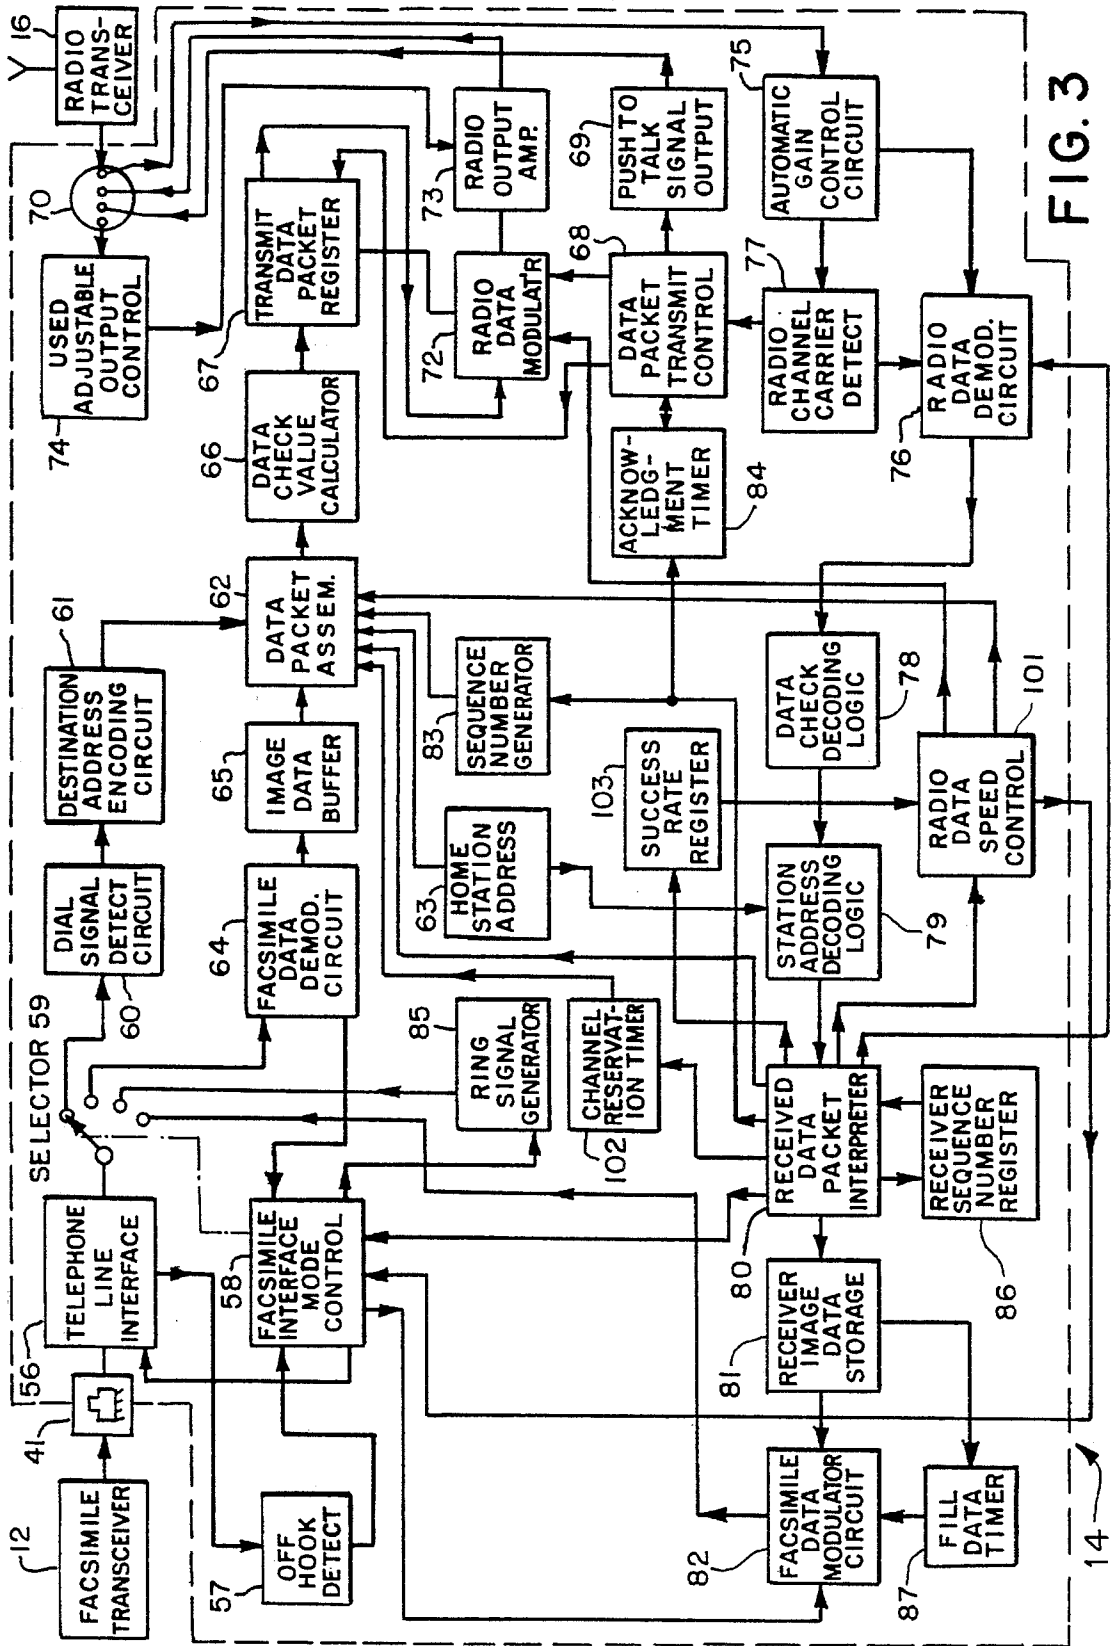 12
FACSIMILE
TRANSCEIVER
41
56
TELEPHONE
LINE
INTERFACE
SELECTOR 59
DIAL
SIGNAL
DETECT
CIRCUIT
60
DESTINATION
ADDRESS
ENCODING
CIRCUIT
61
USED
ADJUSTABLE
OUTPUT
CONTROL
74
70
RADIO
TRANS-
CEIVER
16
57
OFF
HOOK
DETECT
58
FACSIMILE
INTERFACE
MODE
CONTROL
64
FACSIMILE
DATA
DEMOD.
CIRCUIT
65
IMAGE
DATA
BUFFER
62
DATA
PACKET
ASSEM.
66
DATA
CHECK
VALUE
CALCULATOR
67
TRANSMIT
DATA
PACKET
REGISTER
85
RING
SIGNAL
GENERATOR
63
HOME
STATION
ADDRESS
83
SEQUENCE
NUMBER
GENERATOR
72
RADIO
DATA
MODULAT'R
73
RADIO
OUTPUT
AMP.
102
CHANNEL
RESERVAT-
ION TIMER
103
SUCCESS
RATE
REGISTER
ACKNOW-
LEDG-
MENT
TIMER
84
68
DATA
PACKET
TRANSMIT
CONTROL
69
PUSH TO
TALK
SIGNAL
OUTPUT
82
FACSIMILE
DATA
MODULATOR
CIRCUIT
81
RECEIVER
IMAGE
DATA
STORAGE
80
RECEIVED
DATA
PACKET
INTERPRETER
STATION
ADDRESS
DECODING
LOGIC
79
DATA
CHECK
DECODING
LOGIC
78
77
RADIO
CHANNEL
CARRIER
DETECT
75
AUTOMATIC
GAIN
CONTROL
CIRCUIT
87
FILL
DATA
TIMER
86
RECEIVER
SEQUENCE
NUMBER
REGISTER
RADIO
DATA
SPEED
CONTROL
101
76
RADIO
DATA
DEMOD.
CIRCUIT
14
FIG. 3